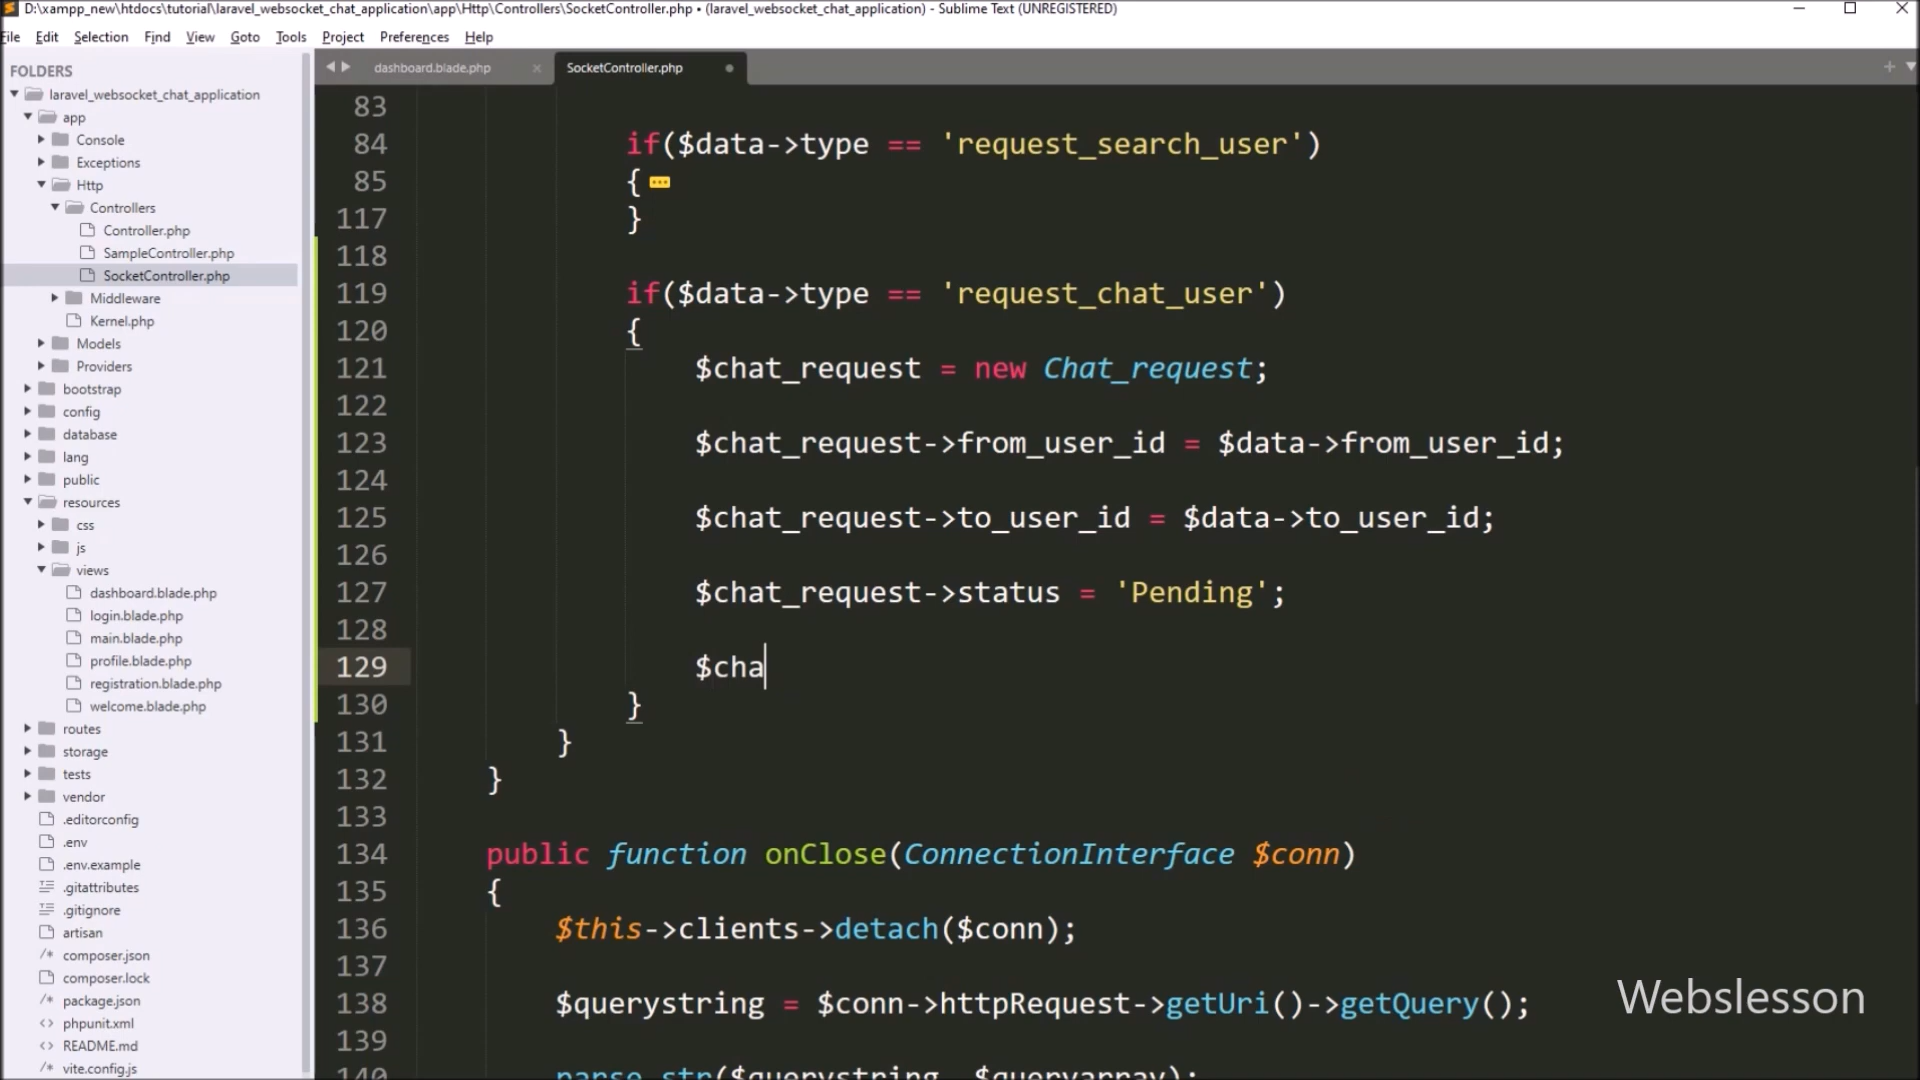 D:\xampp_new\htdocs\tutorial\laravel_websocket_chat_application\app\Http\Controllers\SocketController.php • (laravel_websocket_chat_application) - Sublime Text (UNREGISTERED)
File Edit Selection Find View Goto Tools Project Preferences Help
FOLDERS
laravel_websocket_chat_application
app
Console
Exceptions
Http
Controllers
Controller.php
SampleController.php
SocketController.php
Middleware
Kernel.php
Models
Providers
bootstrap
config
database
lang
public
resources
css
js
views
dashboard.blade.php
login.blade.php
main.blade.php
profile.blade.php
registration.blade.php
welcome.blade.php
routes
storage
tests
vendor
.editorconfig
.env
.env.example
.gitattributes
.gitignore
artisan
composer.json
composer.lock
package.json
phpunit.xml
README.md
vite.config.js
dashboard.blade.php × SocketController.php •
83
84 if($data->type == 'request_search_user')
85 {
117 }
118
119 if($data->type == 'request_chat_user')
120 {
121 $chat_request = new Chat_request;
122
123 $chat_request->from_user_id = $data->from_user_id;
124
125 $chat_request->to_user_id = $data->to_user_id;
126
127 $chat_request->status = 'Pending';
128
129 $cha
130 }
131 }
132 }
133
134 public function onClose(ConnectionInterface $conn)
135 {
136 $this->clients->detach($conn);
137
138 $querystring = $conn->httpRequest->getUri()->getQuery();
139
140 parse_str($querystring, $queryarray);
Webslesson